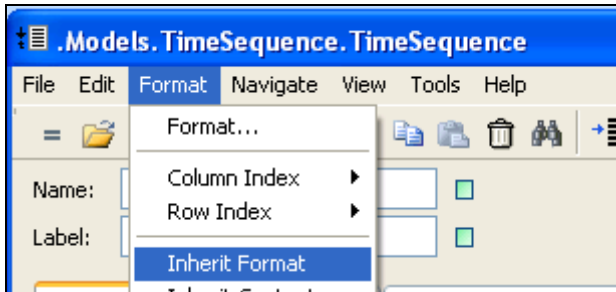 .Models.TimeSequence.TimeSequence
File Edit Format Navigate View Tools Help
Format...
Name:
Column Index
Row Index
Label:
Inherit Format